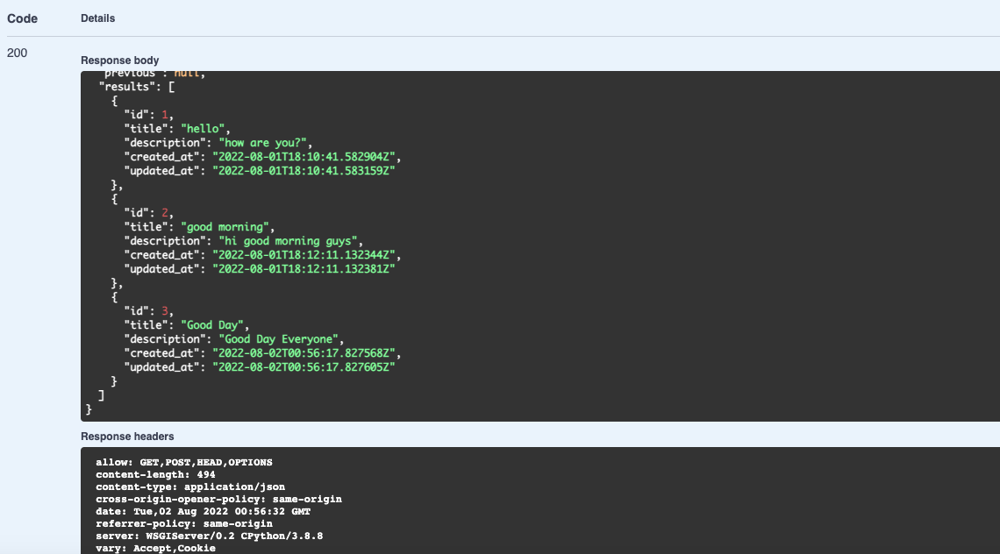 Code Details
200
Response body
"previous": null,
"results": [
{
"id": 1,
"title": "hello",
"description": "how are you?",
"created_at": "2022-08-01T18:10:41.582904Z",
"updated_at": "2022-08-01T18:10:41.583159Z"
},
{
"id": 2,
"title": "good morning",
"description": "hi good morning guys",
"created_at": "2022-08-01T18:12:11.132344Z",
"updated_at": "2022-08-01T18:12:11.132381Z"
},
{
"id": 3,
"title": "Good Day",
"description": "Good Day Everyone",
"created_at": "2022-08-02T00:56:17.827568Z",
"updated_at": "2022-08-02T00:56:17.827605Z"
}
]
}
Response headers
allow: GET,POST,HEAD,OPTIONS
content-length: 494
content-type: application/json
cross-origin-opener-policy: same-origin
date: Tue,02 Aug 2022 00:56:32 GMT
referrer-policy: same-origin
server: WSGIServer/0.2 CPython/3.8.8
vary: Accept,Cookie